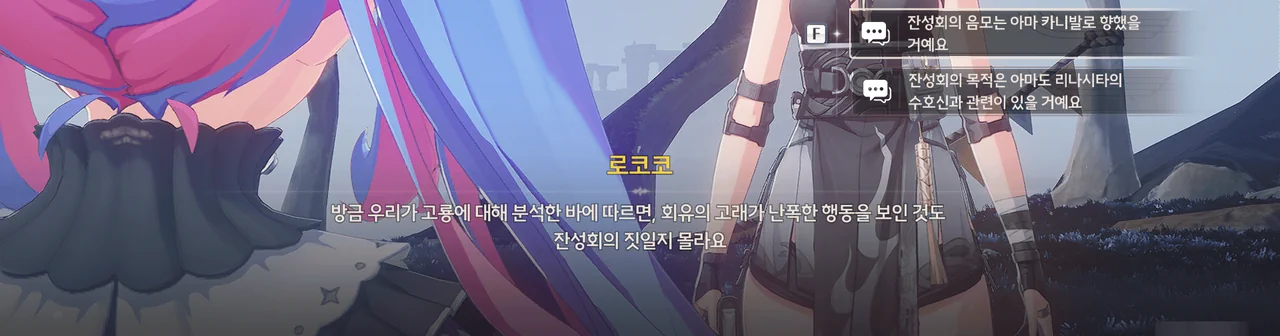 F
잔성회의 음모는 아마 카니발로 향했을
거예요
잔성회의 목적은 아마도 리나시타의
수호신과 관련이 있을 거예요
로코코
방금 우리가 고룡에 대해 분석한 바에 따르면, 회유의 고래가 난폭한 행동을 보인 것도
잔성회의 짓일지 몰라요